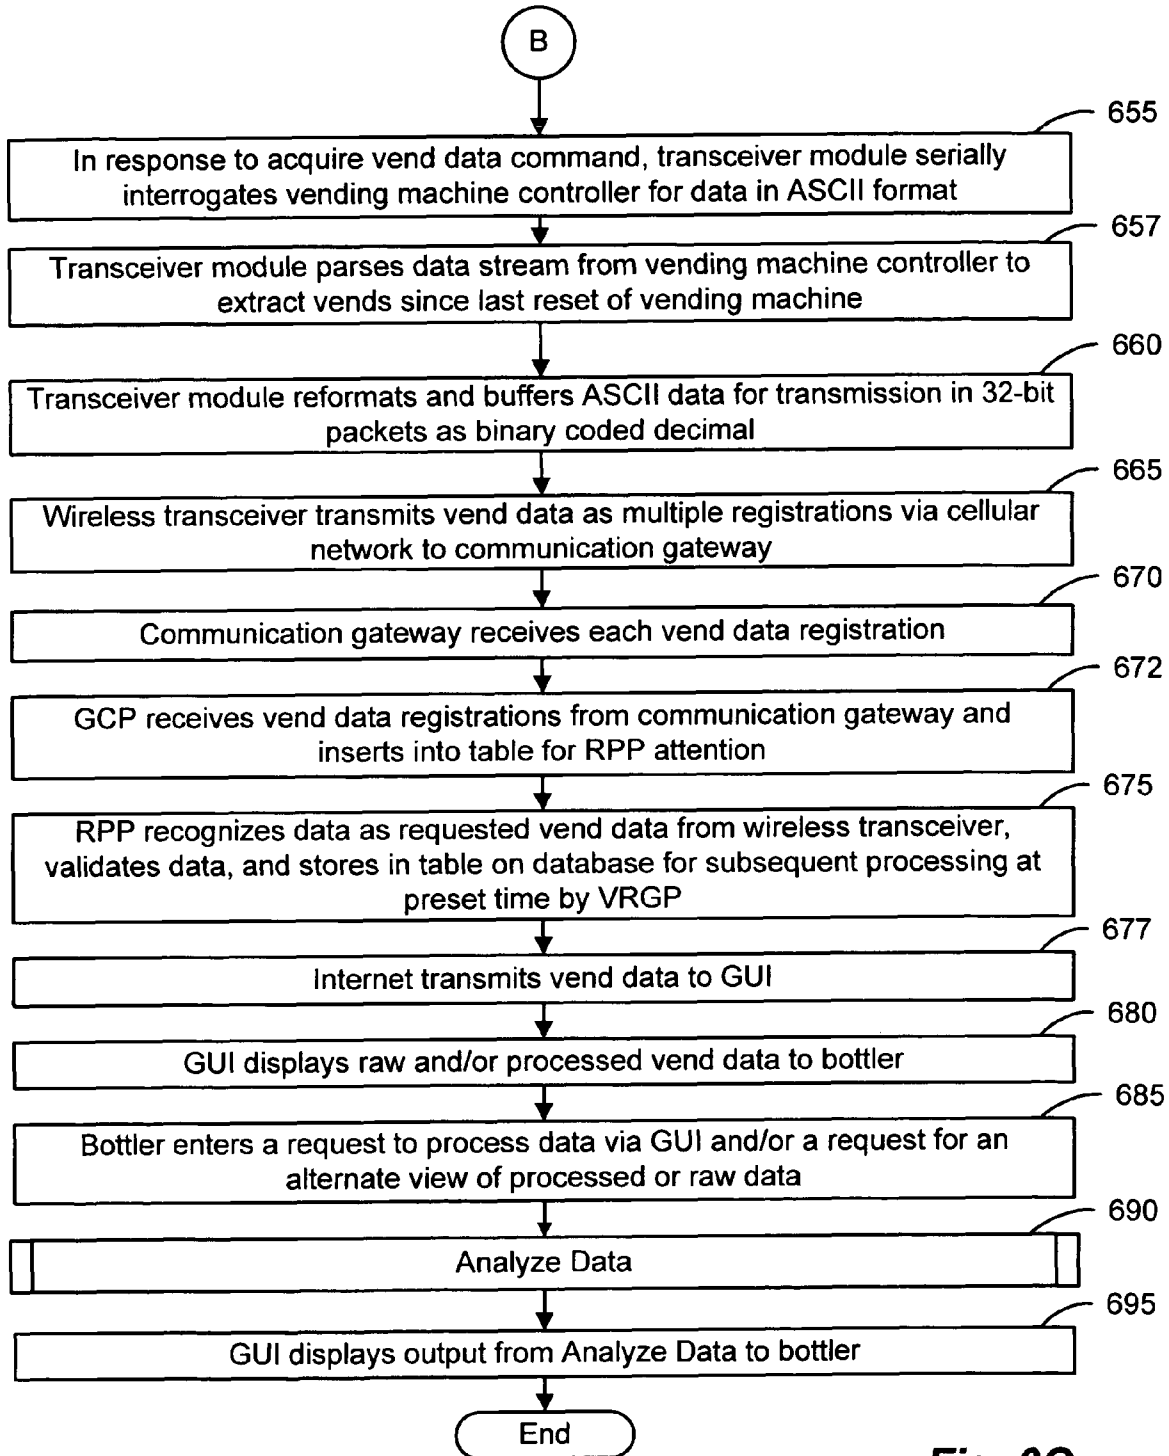 B
655
In response to acquire vend data command, transceiver module serially
interrogates vending machine controller for data in ASCII format
657
Transceiver module parses data stream from vending machine controller to
extract vends since last reset of vending machine
660
Transceiver module reformats and buffers ASCII data for transmission in 32-bit
packets as binary coded decimal
665
Wireless transceiver transmits vend data as multiple registrations via cellular
network to communication gateway
670
Communication gateway receives each vend data registration
672
GCP receives vend data registrations from communication gateway and
inserts into table for RPP attention
675
RPP recognizes data as requested vend data from wireless transceiver,
validates data, and stores in table on database for subsequent processing at
preset time by VRGP
677
Internet transmits vend data to GUI
680
GUI displays raw and/or processed vend data to bottler
685
Bottler enters a request to process data via GUI and/or a request for an
alternate view of processed or raw data
690
Analyze Data
695
GUI displays output from Analyze Data to bottler
End